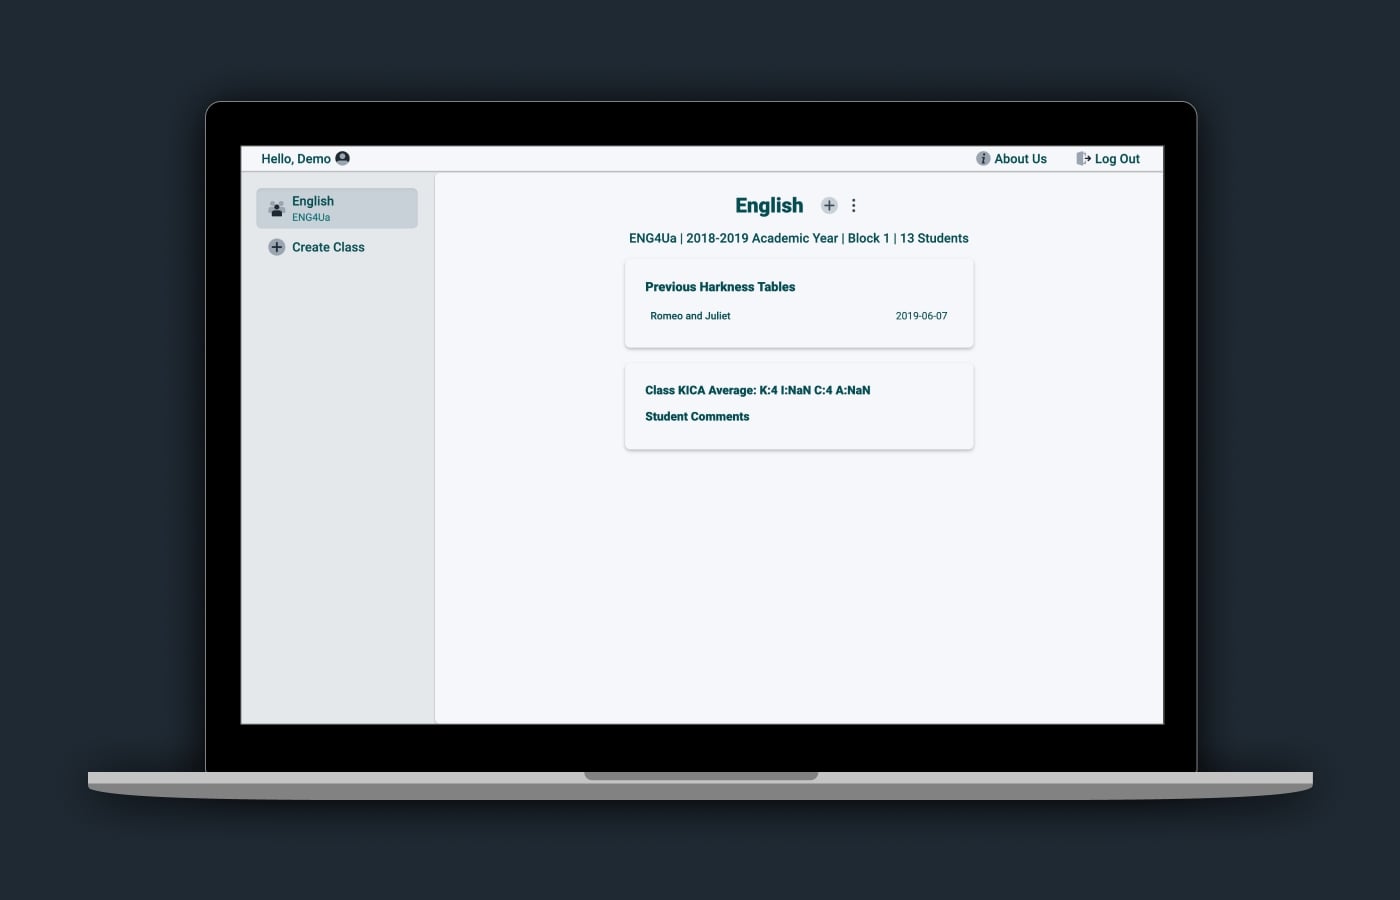 Hello, Demo
About Us
Log Out
English
ENG4Ua
Create Class
English
ENG4Ua | 2018-2019 Academic Year | Block 1 | 13 Students
Previous Harkness Tables
Romeo and Juliet 2019-06-07
Class KICA Average: K:4 I:NaN C:4 A:NaN
Student Comments